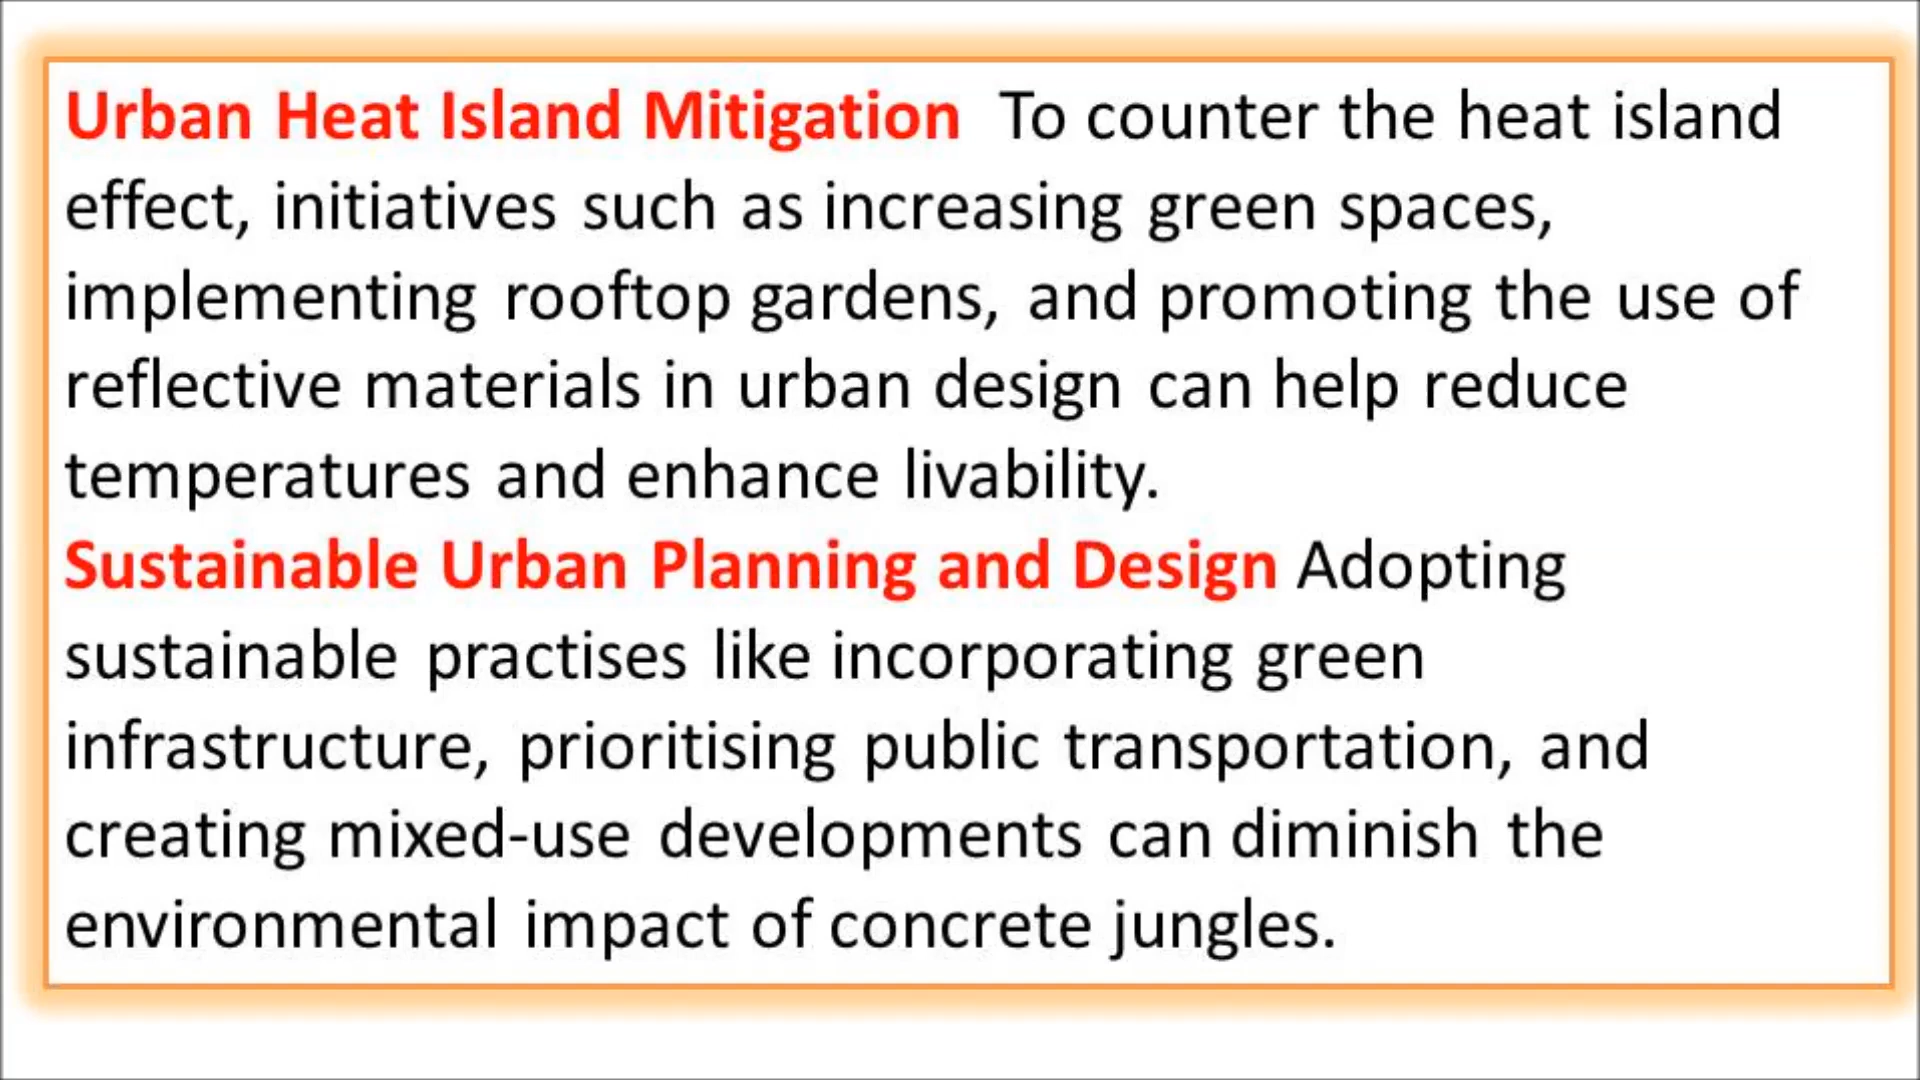 Urban Heat Island Mitigation To counter the heat island
effect, initiatives such as increasing green spaces,
implementing rooftop gardens, and promoting the use of
reflective materials in urban design can help reduce
temperatures and enhance livability.
Sustainable Urban Planning and Design Adopting
sustainable practises like incorporating green
infrastructure, prioritising public transportation, and
creating mixed-use developments can diminish the
environmental impact of concrete jungles.